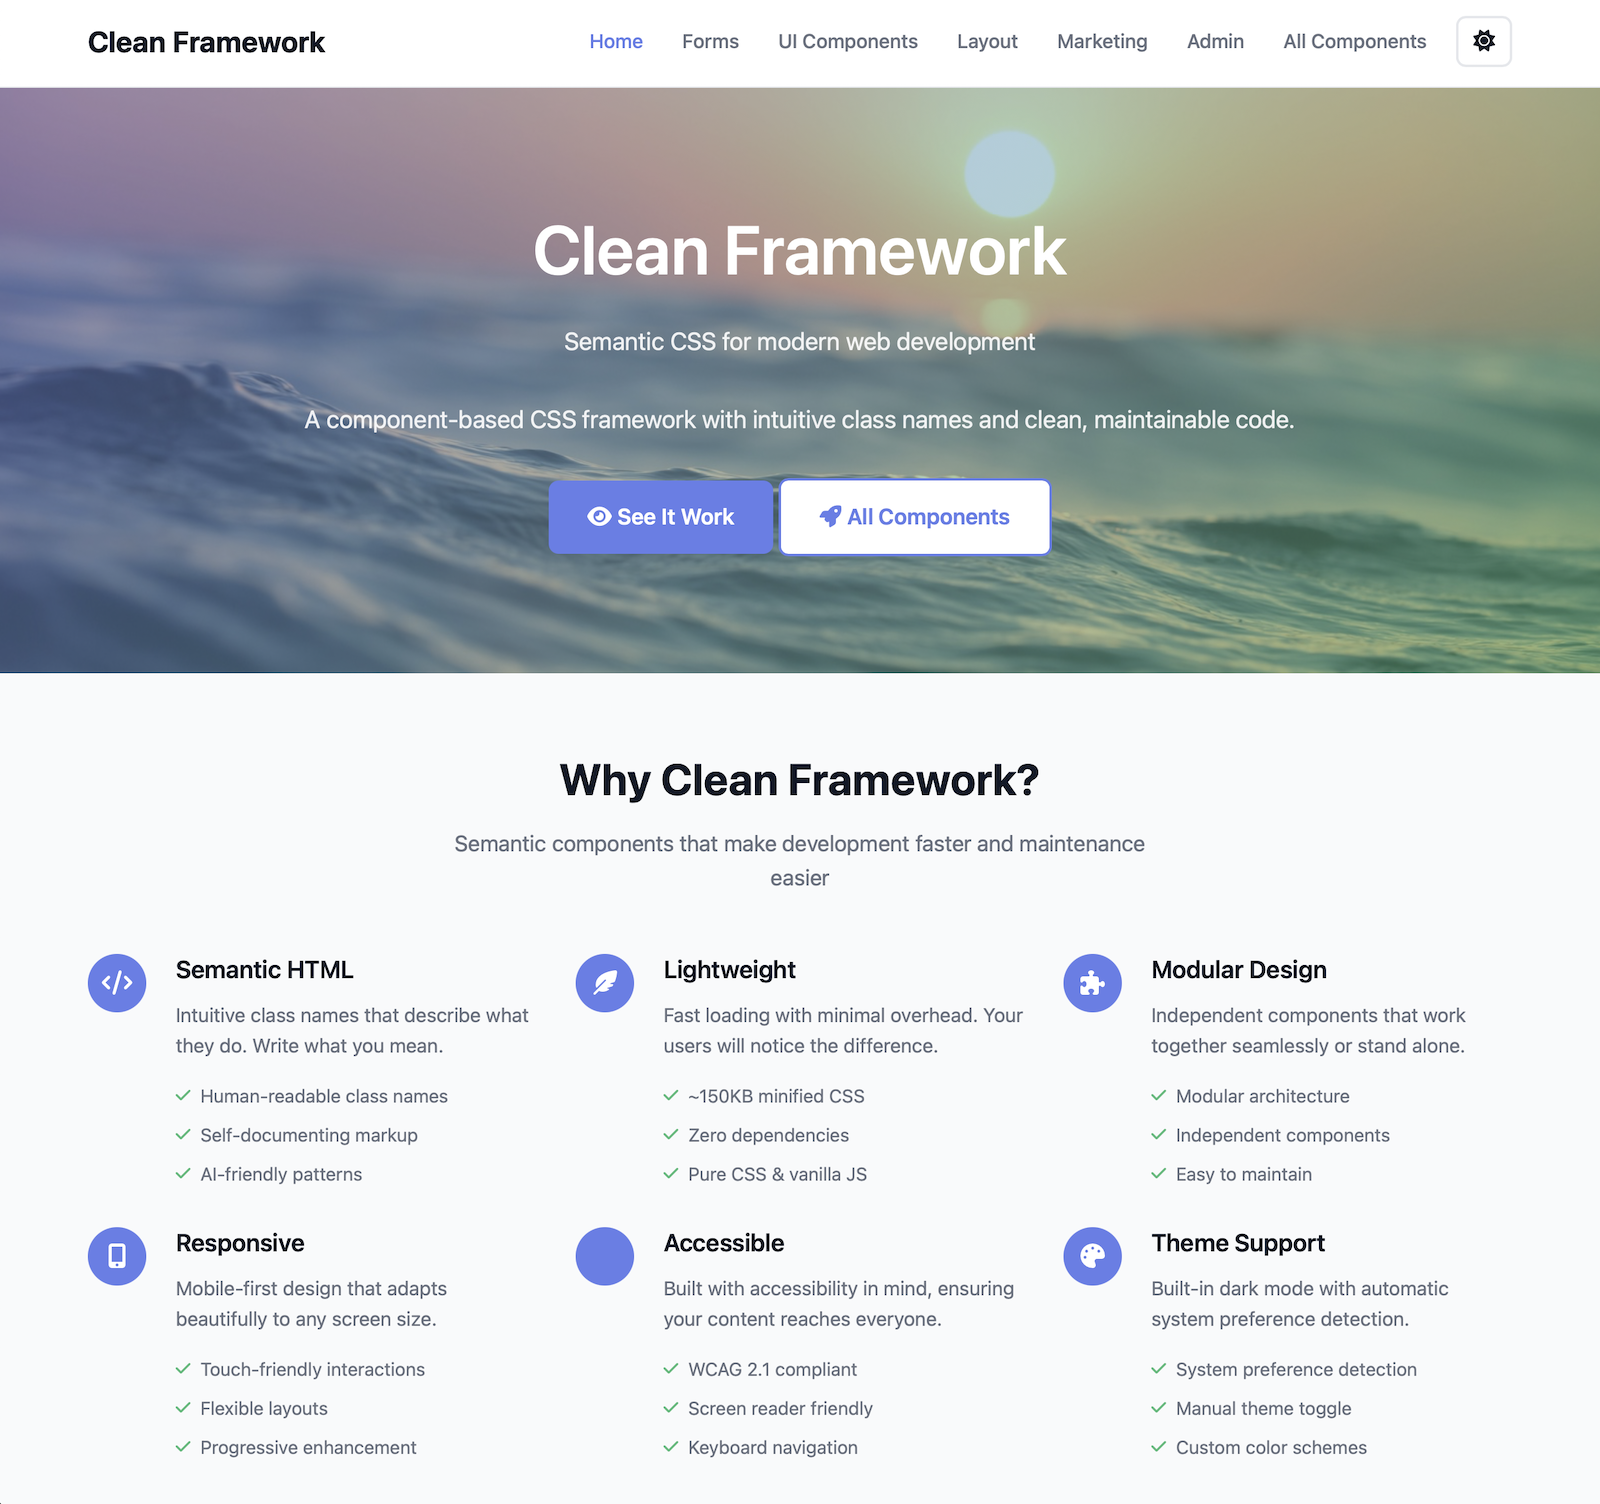 Clean Framework
Home Forms UI Components Layout Marketing Admin All Components
Clean Framework
Semantic CSS for modern web development
A component-based CSS framework with intuitive class names and clean, maintainable code.
See It Work All Components
Why Clean Framework?
Semantic components that make development faster and maintenance
easier
Semantic HTML
Intuitive class names that describe what
they do. Write what you mean.
Human-readable class names
Self-documenting markup
AI-friendly patterns
Lightweight
Fast loading with minimal overhead. Your
users will notice the difference.
~150KB minified CSS
Zero dependencies
Pure CSS & vanilla JS
Modular Design
Independent components that work
together seamlessly or stand alone.
Modular architecture
Independent components
Easy to maintain
Responsive
Mobile-first design that adapts
beautifully to any screen size.
Touch-friendly interactions
Flexible layouts
Progressive enhancement
Accessible
Built with accessibility in mind, ensuring
your content reaches everyone.
WCAG 2.1 compliant
Screen reader friendly
Keyboard navigation
Theme Support
Built-in dark mode with automatic
system preference detection.
System preference detection
Manual theme toggle
Custom color schemes